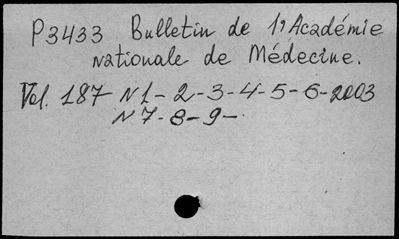 P3433 Bulletin de l'Académie
nationale de Médecine.
Vol. 187 N1-2-3-4-5-6-2003
N7-8-9-